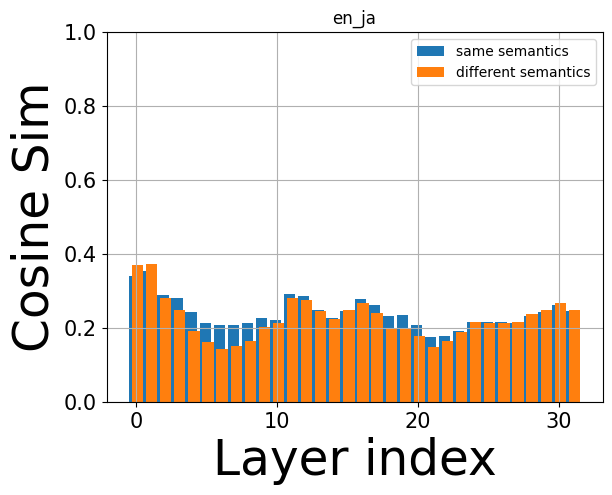 en_ja
same semantics
different semantics
Cosine Sim
1.0
0.8
0.6
0.4
0.2
0.0
0 10 20 30
Layer index